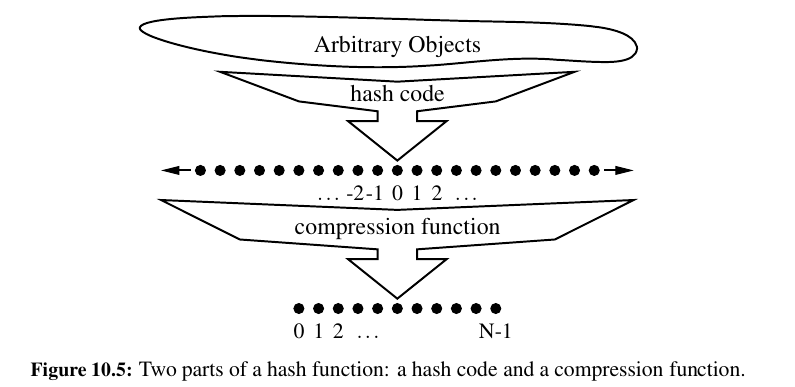 Arbitrary Objects
hash code
... -2-1 0 1 2 ...
compression function
0 1 2 ... N-1
Figure 10.5: Two parts of a hash function: a hash code and a compression function.